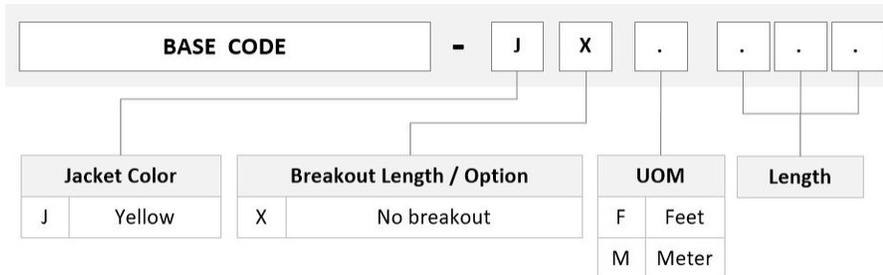 BASE CODE - J X . . . .
Jacket Color Breakout Length / Option UOM Length
J Yellow X No breakout F Feet
M Meter